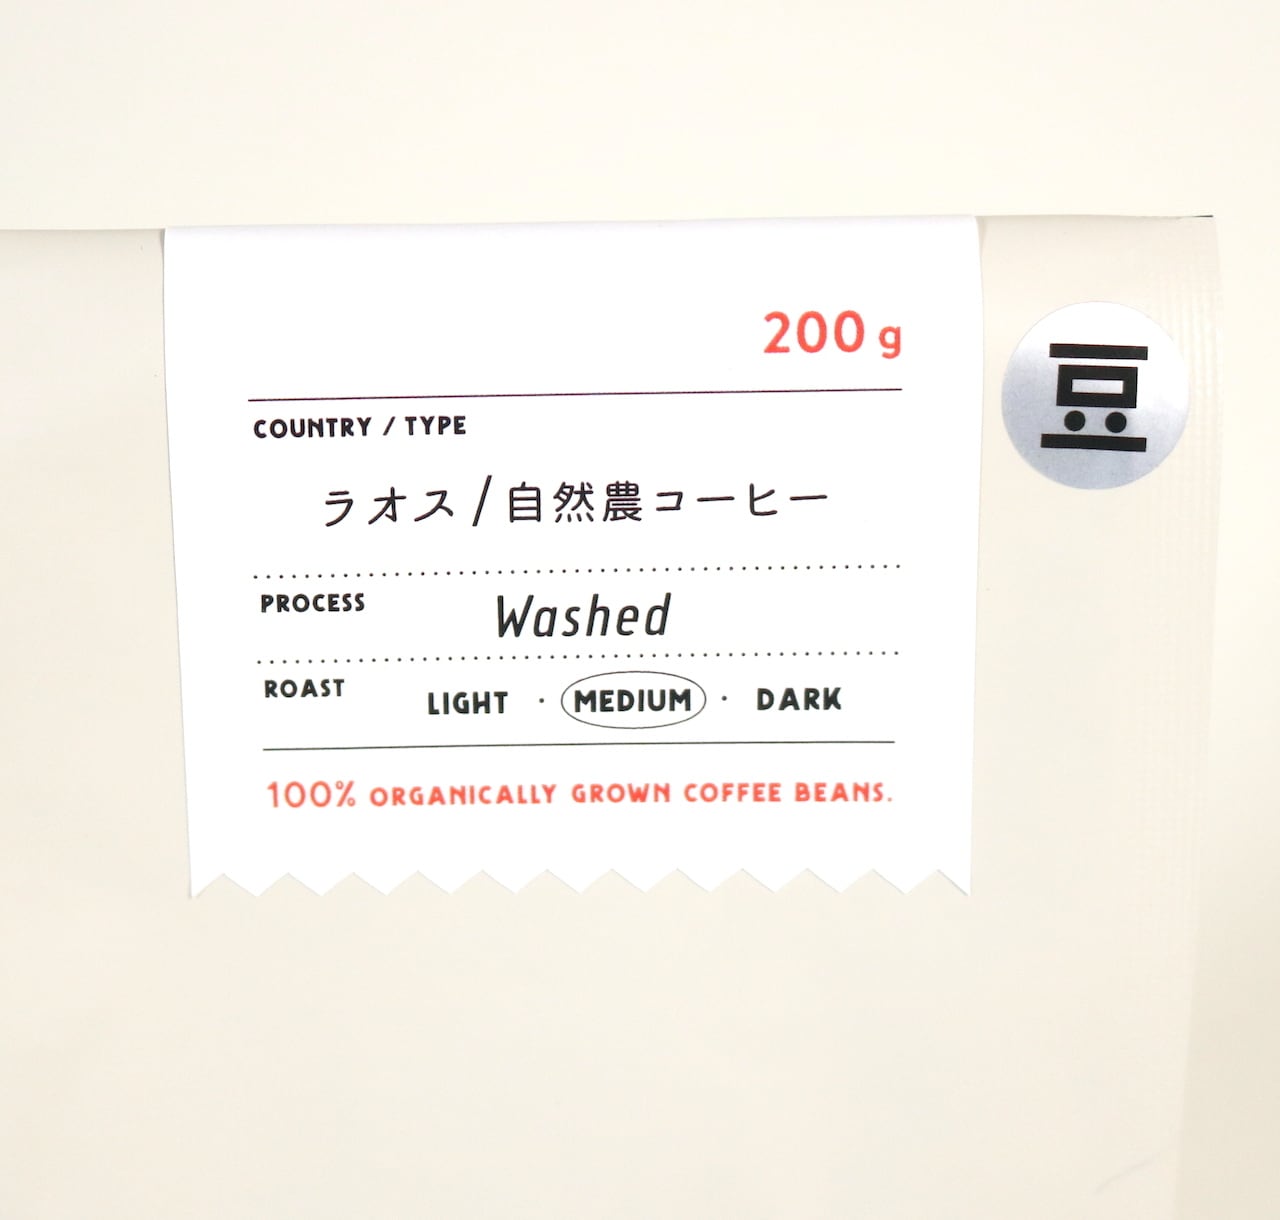 200 g
COUNTRY / TYPE
ラオス/自然農コーヒー
PROCESS Washed
ROAST LIGHT · MEDIUM · DARK
100% ORGANICALLY GROWN COFFEE BEANS.
豆